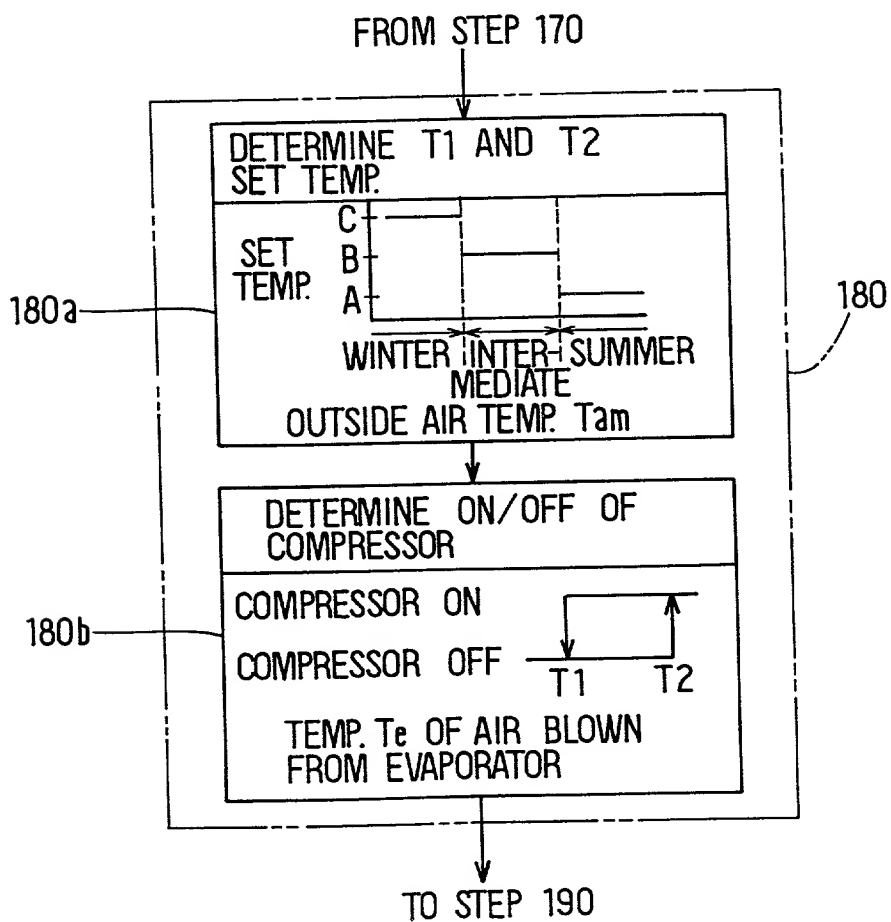 FROM STEP 170
DETERMINE T1 AND T2
SET TEMP.
C
SET
TEMP.
B
A
WINTER INTER- SUMMER
MEDIATE
OUTSIDE AIR TEMP. Tam
180a
180
DETERMINE ON/OFF OF
COMPRESSOR
COMPRESSOR ON
COMPRESSOR OFF
T1 T2
TEMP. Te OF AIR BLOWN
FROM EVAPORATOR
180b
TO STEP 190